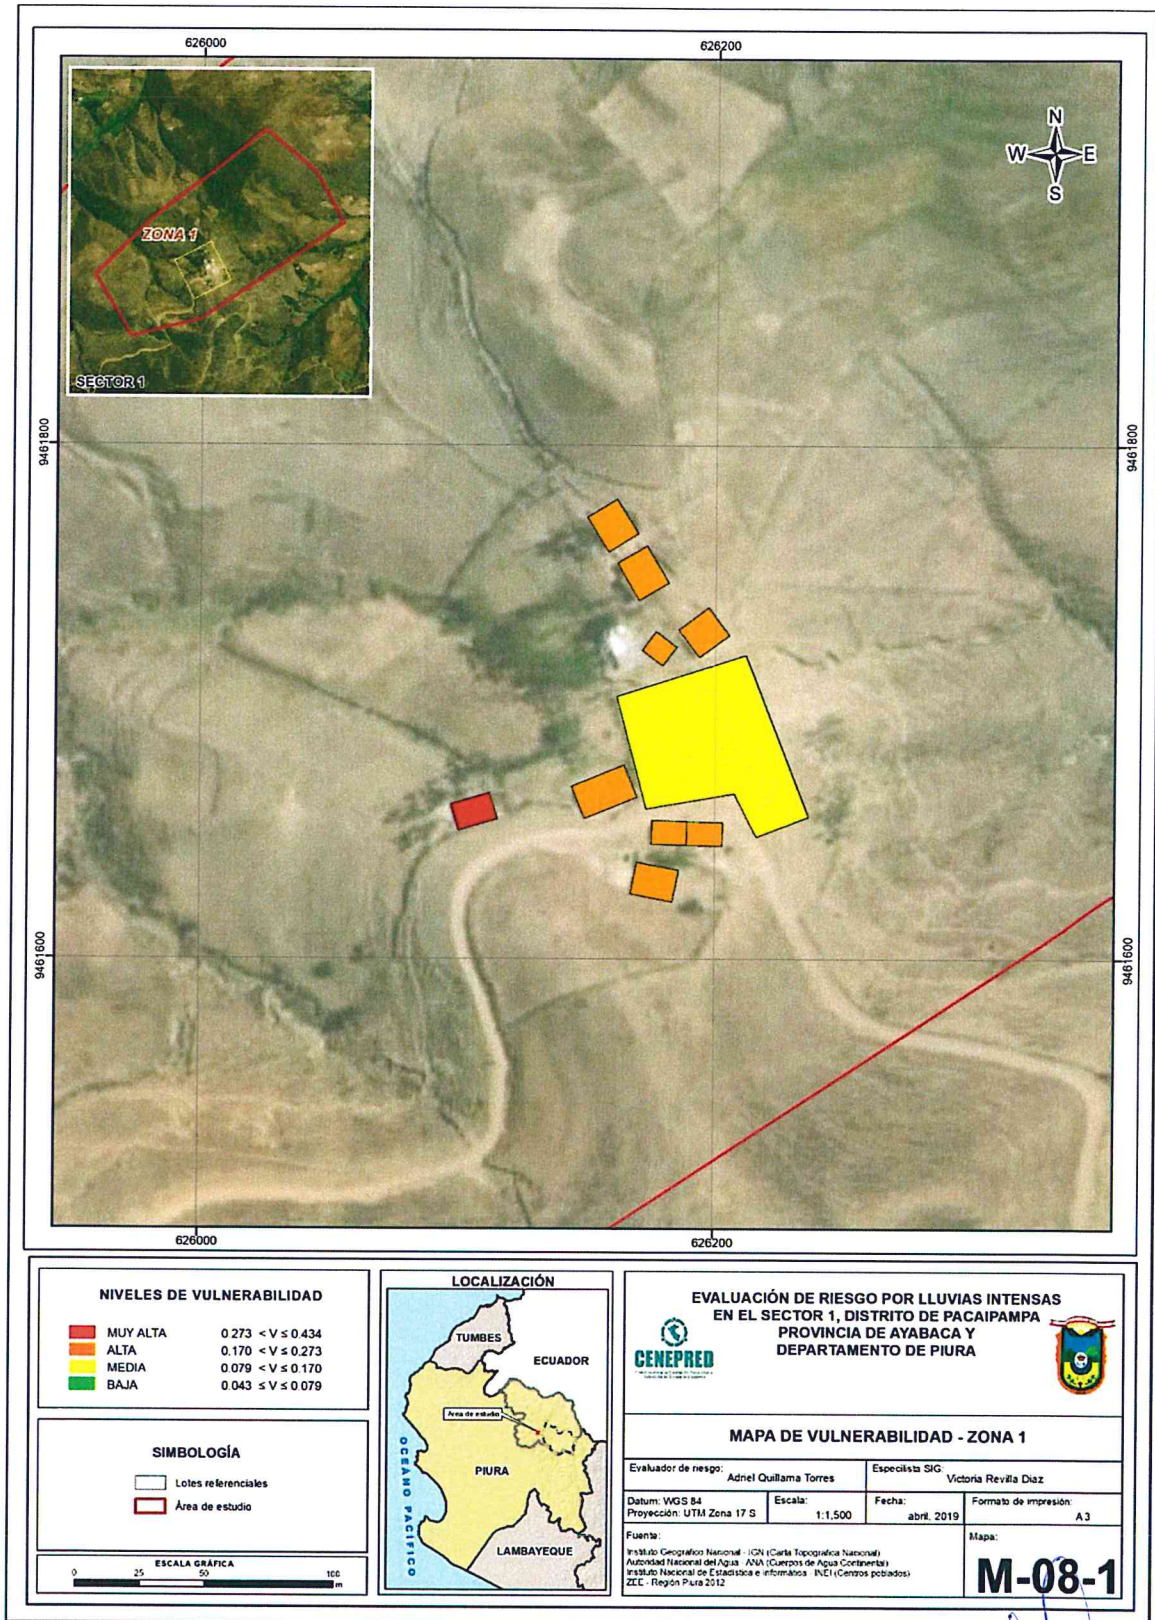 626000
626200
N
W
E
S
ZONA 1
SECTOR 1
9461800
9461800
9461600
9461600
626000
626200
NIVELES DE VULNERABILIDAD
MUY ALTA 0.273 < V ≤ 0.434
ALTA 0.170 < V ≤ 0.273
MEDIA 0.079 < V ≤ 0.170
BAJA 0.043 ≤ V ≤ 0.079
SIMBOLOGÍA
Lotes referenciales
Área de estudio
ESCALA GRÁFICA
0 25 50 100
m
LOCALIZACIÓN
TUMBES
ECUADOR
Área de estudio
PIURA
OCEANO PACIFICO
LAMBAYEQUE
EVALUACIÓN DE RIESGO POR LLUVIAS INTENSAS
EN EL SECTOR 1, DISTRITO DE PACAIPAMPA
PROVINCIA DE AYABACA Y
DEPARTAMENTO DE PIURA
CENEPRED
MAPA DE VULNERABILIDAD - ZONA 1
Evaluador de riesgo:
Adriel Quillama Torres
Especilista SIG:
Victoria Revilla Diaz
Datum: WGS 84
Proyección: UTM Zona 17 S
Escala:
1:1,500
Fecha:
abril, 2019
Formato de impresión:
A3
Fuente:
Instituto Geografico Nacional - IGN (Carta Topografica Nacional)
Autoridad Nacional del Agua - ANA (Cuerpos de Agua Continental)
Instituto Nacional de Estadistica e informática - INEI (Centros poblados)
ZEE - Región Piura 2012
Mapa:
M-08-1